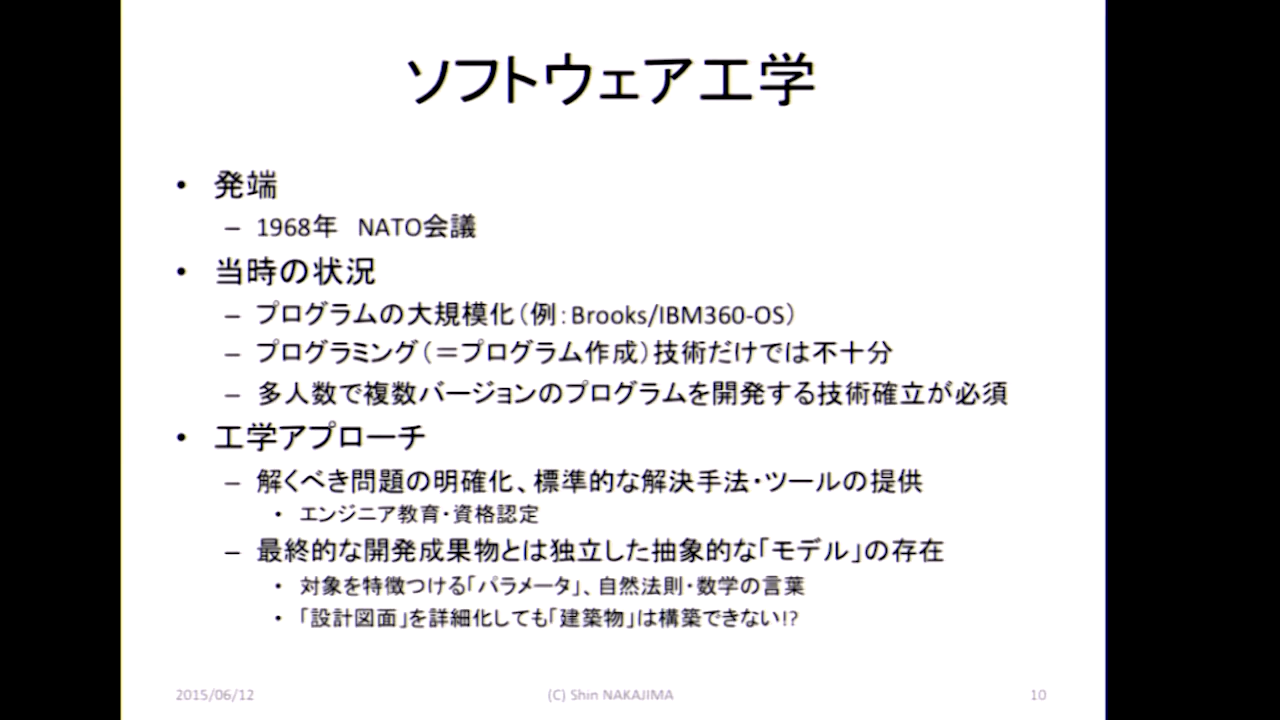 ソフトウェア工学
• 発端
– 1968年　NATO会議
• 当時の状況
– プログラムの大規模化（例：Brooks/IBM360-OS）
– プログラミング（＝プログラム作成）技術だけでは不十分
– 多人数で複数バージョンのプログラムを開発する技術確立が必須
• 工学アプローチ
– 解くべき問題の明確化、標準的な解決手法・ツールの提供
• エンジニア教育・資格認定
– 最終的な開発成果物とは独立した抽象的な「モデル」の存在
• 対象を特徴つける「パラメータ」、自然法則・数学の言葉
• 「設計図面」を詳細化しても「建築物」は構築できない!?
2015/06/12
(C) Shin NAKAJIMA
10